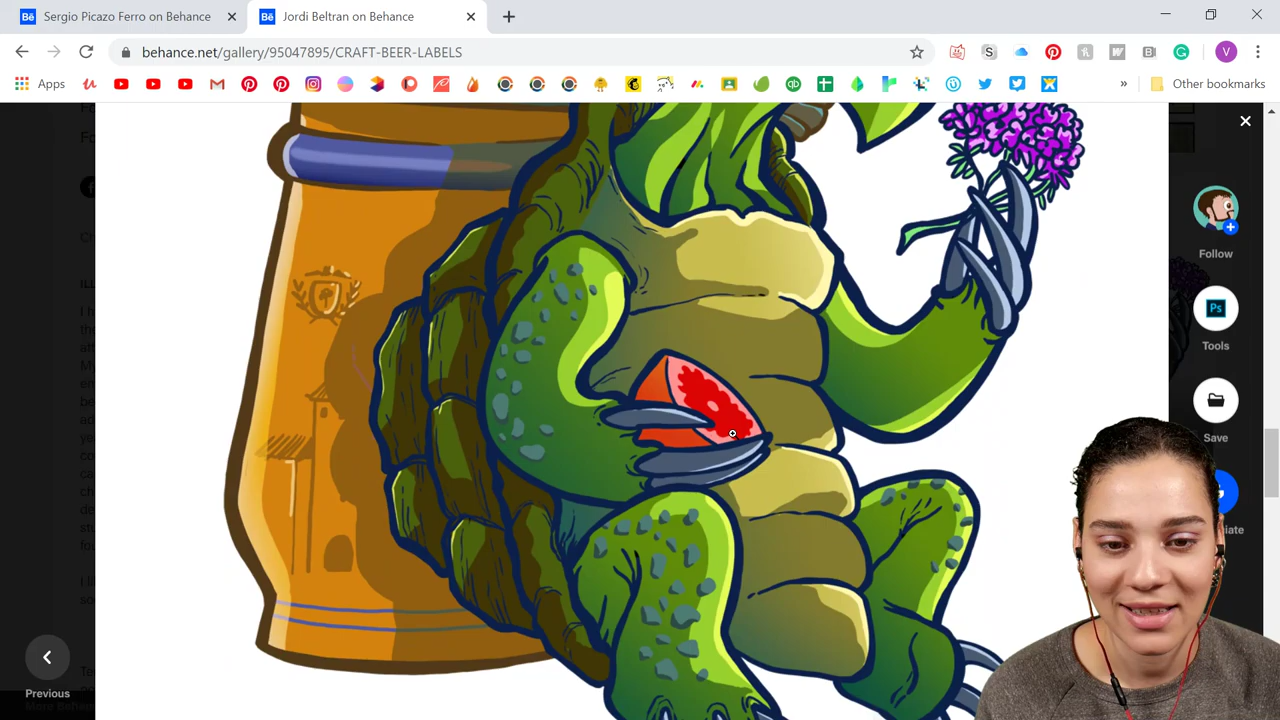 Sergio Picazo Ferro on Behance
Jordi Beltran on Behance
behance.net/gallery/95047895/CRAFT-BEER-LABELS
V
Apps
Other bookmarks
Follow
Ps
Tools
Save
Previous